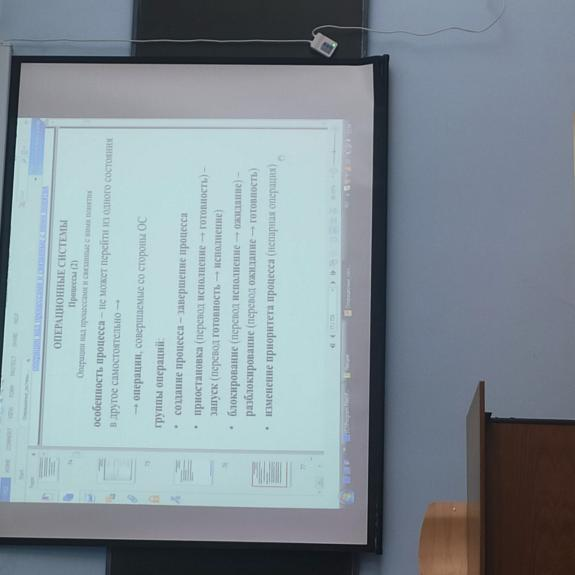 ОПЕРАЦИОННЫЕ СИСТЕМЫ
Процессы (2)
Операции над процессами и связанные с ними понятия
особенность процесса – не может перейти из одного состояния
в другое самостоятельно →
→ операции, совершаемые со стороны ОС
группы операций:
• создание процесса – завершение процесса
• приостановка (перевод исполнение → готовность) –
запуск (перевод готовность → исполнение)
• блокирование (перевод исполнение → ожидание) –
разблокирование (перевод ожидание → готовность)
• изменение приоритета процесса (непарная операция)